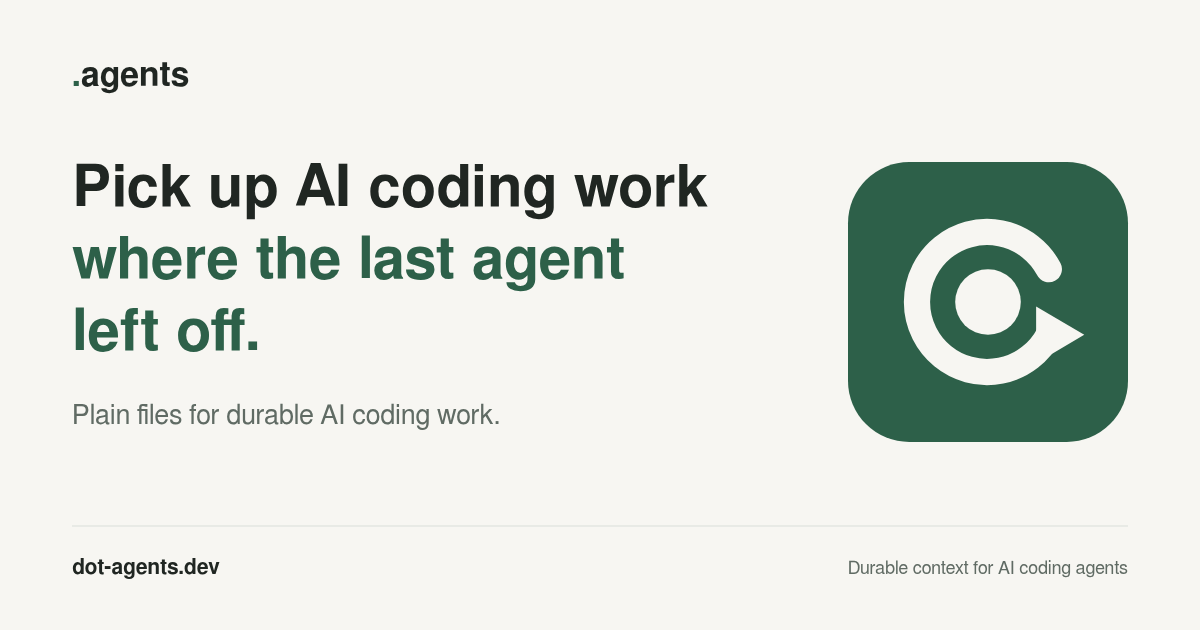 .agents
Pick up AI coding work
where the last agent
left off.
Plain files for durable AI coding work.
dot-agents.dev
Durable context for AI coding agents